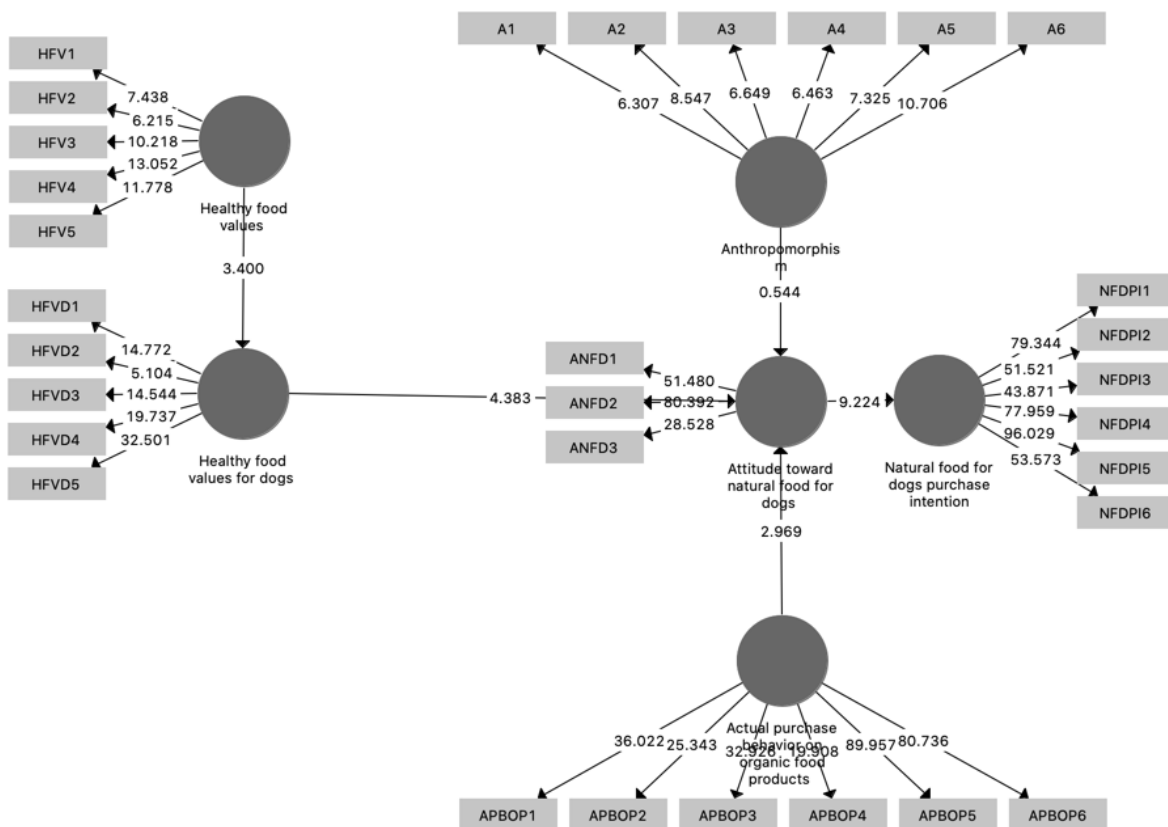 A1
A2
A3
A4
A5
A6
6.307
8.547
6.649
6.463
7.325
10.706
Anthropomorphis
m
0.544
HFV1
HFV2
HFV3
HFV4
HFV5
7.438
6.215
10.218
13.052
11.778
Healthy food
values
3.400
HFVD1
HFVD2
HFVD3
HFVD4
HFVD5
14.772
5.104
14.544
19.737
32.501
Healthy food
values for dogs
4.383
ANFD1
ANFD2
ANFD3
51.480
80.392
28.528
Attitude toward
natural food for
dogs
9.224
Natural food for
dogs purchase
intention
79.344
51.521
43.871
77.959
96.029
53.573
NFDPI1
NFDPI2
NFDPI3
NFDPI4
NFDPI5
NFDPI6
2.969
Actual purchase
behavior on
organic food
products
36.022
25.343
32.926
19.908
89.957
80.736
APBOP1
APBOP2
APBOP3
APBOP4
APBOP5
APBOP6